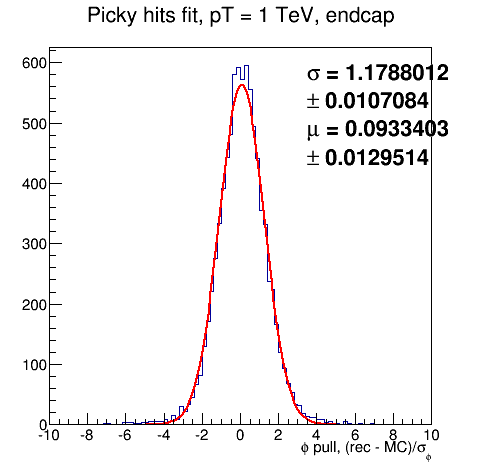 Picky hits fit, pT = 1 TeV, endcap
σ = 1.1788012
± 0.0107084
μ = 0.0933403
± 0.0129514
600
500
400
300
200
100
0
-10 -8 -6 -4 -2 0 2 4 6 8 10
ϕ pull, (rec - MC)/σϕ